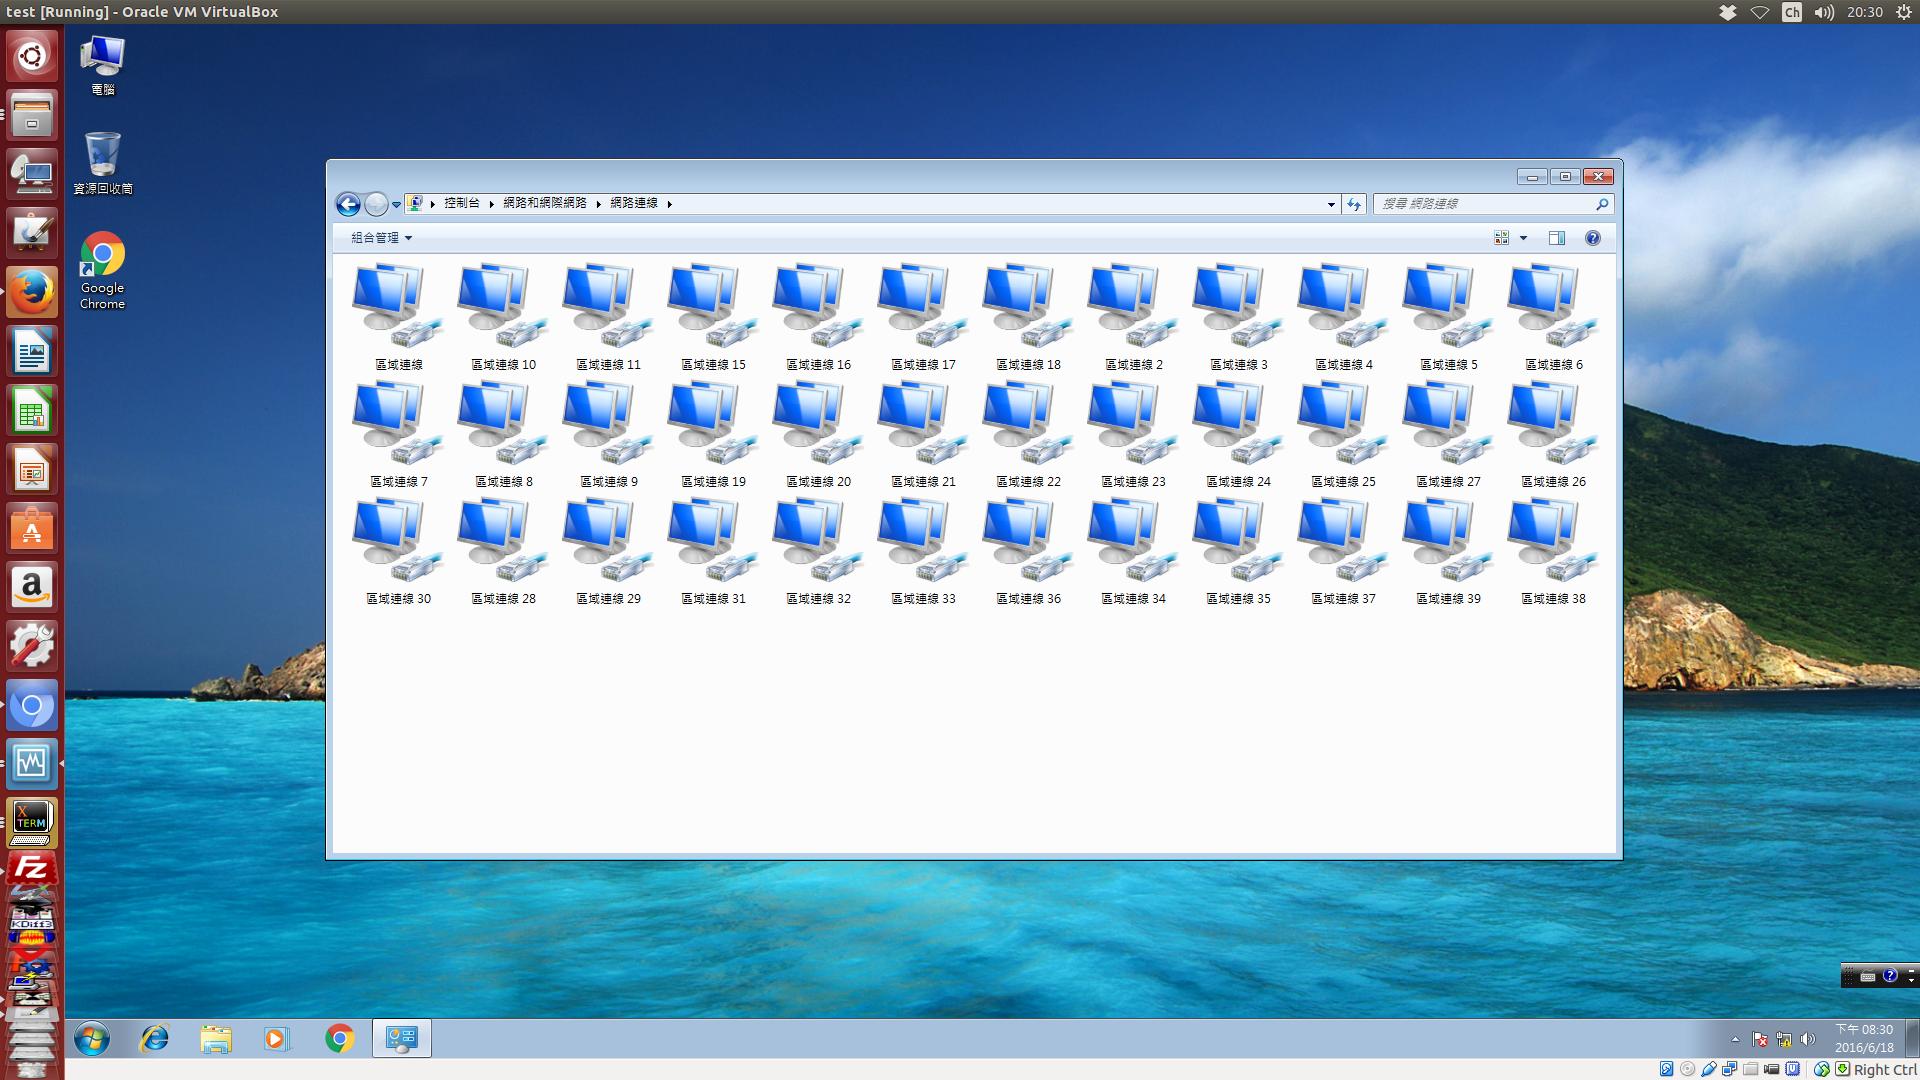 test [Running] - Oracle VM VirtualBox
Ch
20:30
電腦
資源回收筒
Google
Chrome
控制台
網路和網際網路
網路連線
搜尋 網路連線
組合管理
區域連線
區域連線 10
區域連線 11
區域連線 15
區域連線 16
區域連線 17
區域連線 18
區域連線 2
區域連線 3
區域連線 4
區域連線 5
區域連線 6
區域連線 7
區域連線 8
區域連線 9
區域連線 19
區域連線 20
區域連線 21
區域連線 22
區域連線 23
區域連線 24
區域連線 25
區域連線 27
區域連線 26
區域連線 30
區域連線 28
區域連線 29
區域連線 31
區域連線 32
區域連線 33
區域連線 36
區域連線 34
區域連線 35
區域連線 37
區域連線 39
區域連線 38
a
X
TERM
FZ
KDiff3
下午 08:30
2016/6/18
Right Ctrl